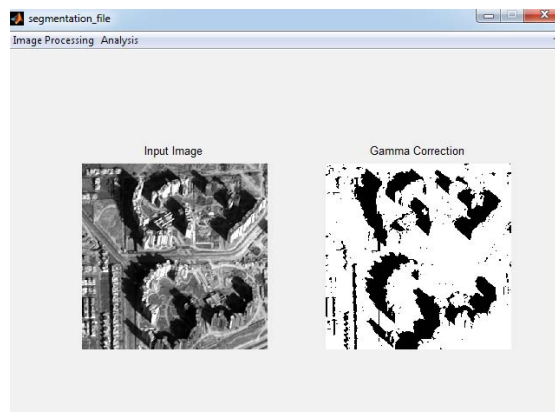 segmentation_file
Image Processing Analysis
Input Image
Gamma Correction